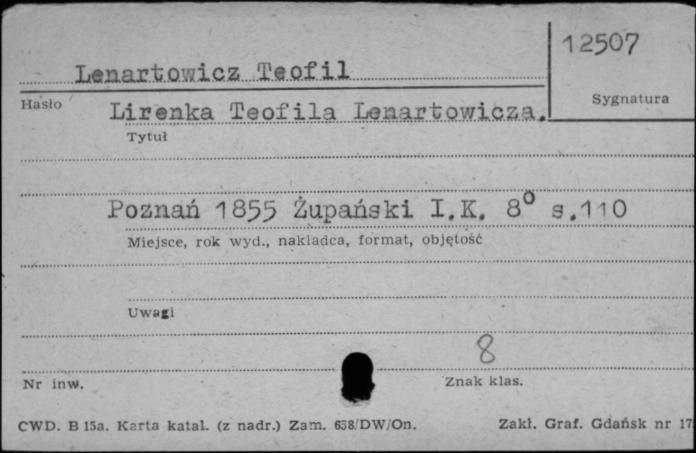 12507
Lenartowicz Teofil
Hasło
Sygnatura
Lirenka Teofila Lenartowicza.
Tytuł
Poznań 1855 Żupański I.K. 8° s.110
Miejsce, rok wyd., nakładca, format, objętość
Uwagi
8
Nr inw.
Znak klas.
CWD. B 15a. Karta katal. (z nadr.) Zam. 658/DW/On.
Zakł. Graf. Gdańsk nr